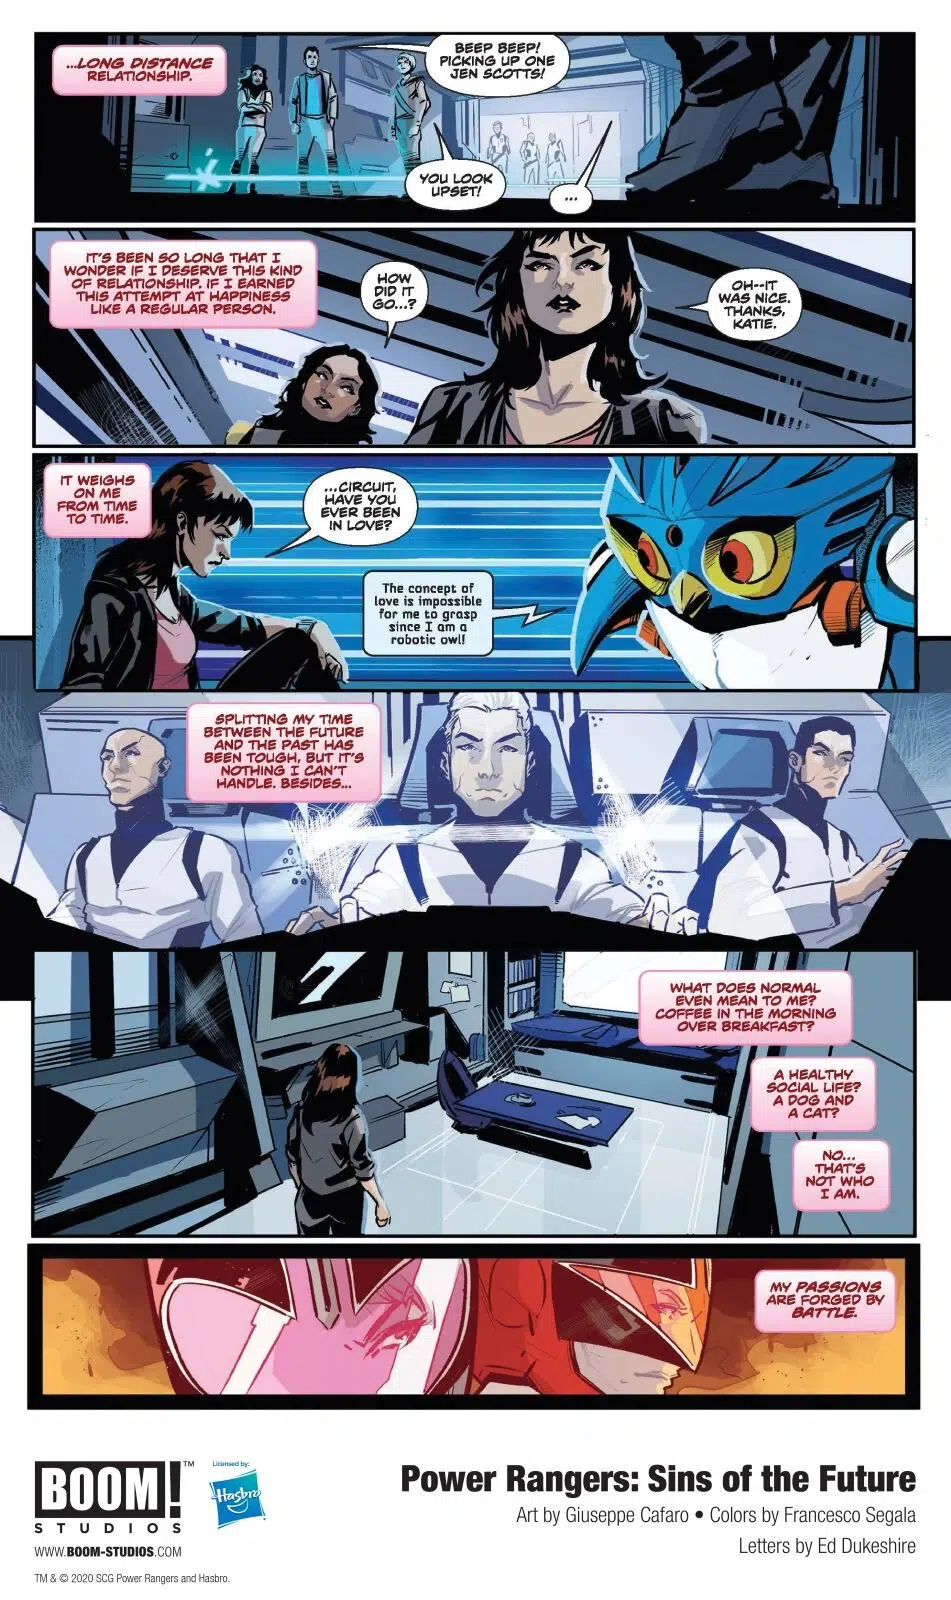 ...LONG DISTANCE
RELATIONSHIP.
BEEP BEEP!
PICKING UP ONE
JEN SCOTTS!
YOU LOOK
UPSET!
...
IT'S BEEN SO LONG THAT I
WONDER IF I DESERVE THIS KIND
OF RELATIONSHIP. IF I EARNED
THIS ATTEMPT AT HAPPINESS
LIKE A REGULAR PERSON.
HOW
DID IT
GO...?
OH--IT
WAS NICE.
THANKS,
KATIE.
IT WEIGHS
ON ME
FROM TIME
TO TIME.
...CIRCUIT,
HAVE YOU
EVER BEEN
IN LOVE?
The concept of
love is impossible
for me to grasp
since I am a
robotic owl!
SPLITTING MY TIME
BETWEEN THE FUTURE
AND THE PAST HAS
BEEN TOUGH, BUT IT'S
NOTHING I CAN'T
HANDLE. BESIDES...
WHAT DOES NORMAL
EVEN MEAN TO ME?
COFFEE IN THE MORNING
OVER BREAKFAST?
A HEALTHY
SOCIAL LIFE?
A DOG AND
A CAT?
NO...
THAT'S
NOT WHO
I AM.
MY PASSIONS
ARE FORGED BY
BATTLE.
BOOM!™
STUDIOS
WWW.BOOM-STUDIOS.COM
Licensed by:
Hasbro
Power Rangers: Sins of the Future
Art by Giuseppe Cafaro • Colors by Francesco Segala
Letters by Ed Dukeshire
TM & © 2020 SCG Power Rangers and Hasbro.